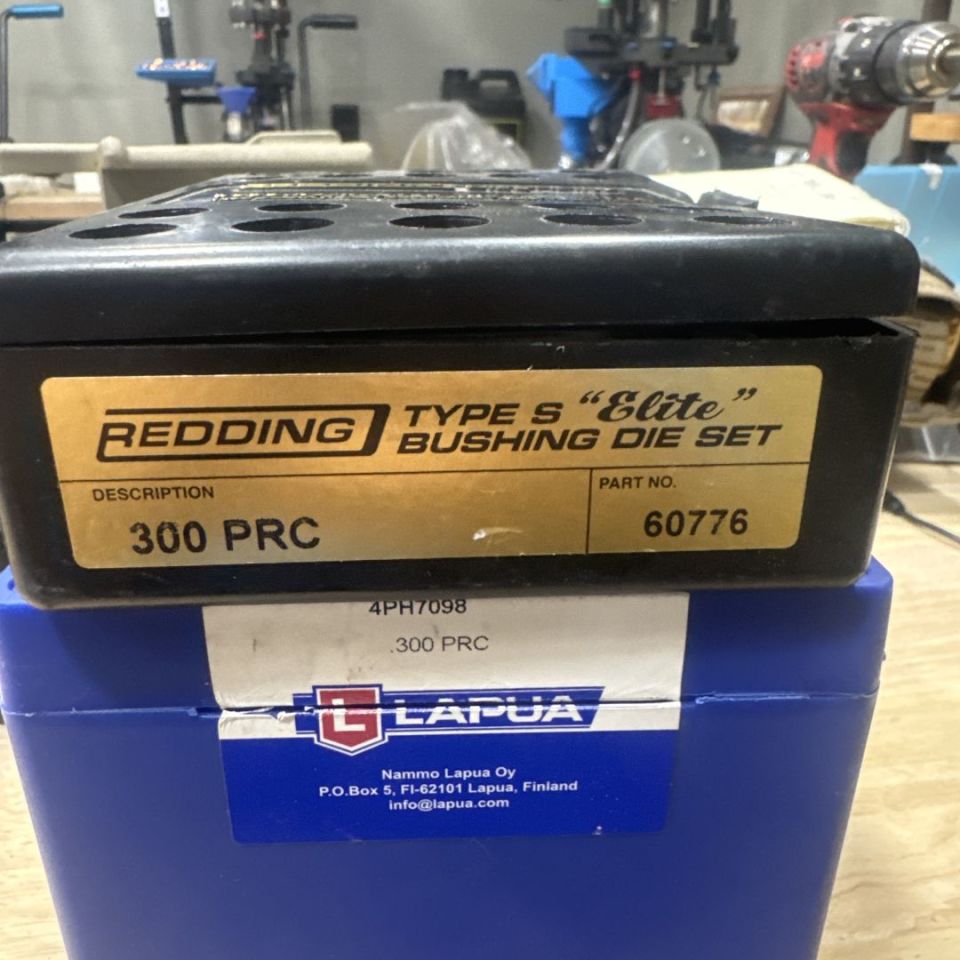 REDDING
TYPE S "Elite"
BUSHING DIE SET
DESCRIPTION
300 PRC
PART NO.
60776
4PH7098
.300 PRC
L LAPUA
Nammo Lapua Oy
P.O.Box 5, FI-62101 Lapua, Finland
info@lapua.com